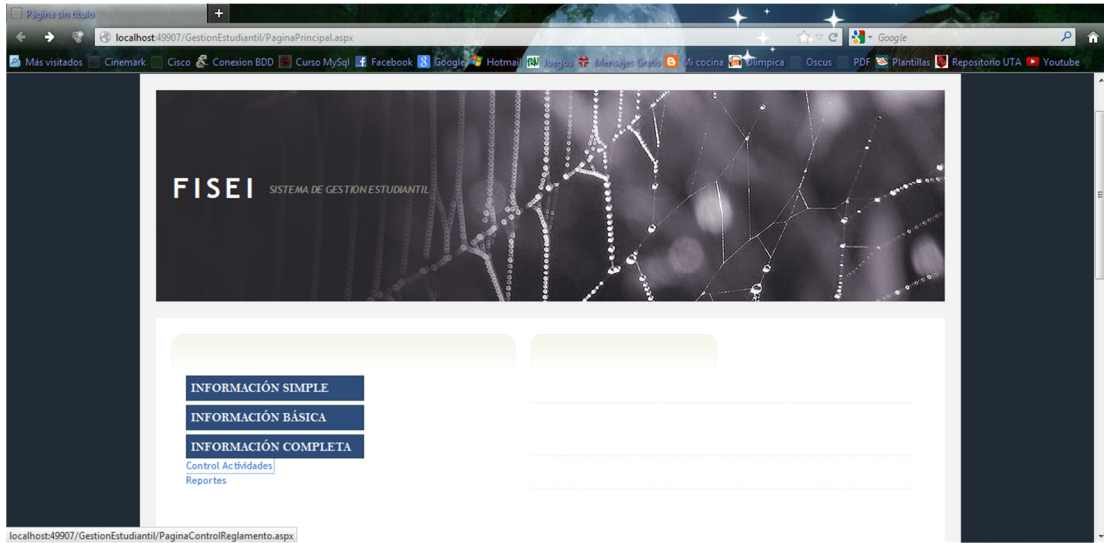 Página sin título
localhost:49907/GestionEstudiantil/PaginaPrincipal.aspx
Google
Más visitados Cinemark Cisco Conexion BDD Curso MySql Facebook Google Hotmail Juegos Mensajes Gratis Mi cocina Olimpica Oscus PDF Plantillas Repositorio UTA Youtube
FISEI SISTEMA DE GESTION ESTUDIANTIL
INFORMACIÓN SIMPLE
INFORMACIÓN BÁSICA
INFORMACIÓN COMPLETA
Control Actividades
Reportes
localhost:49907/GestionEstudiantil/PaginaControlReglamento.aspx